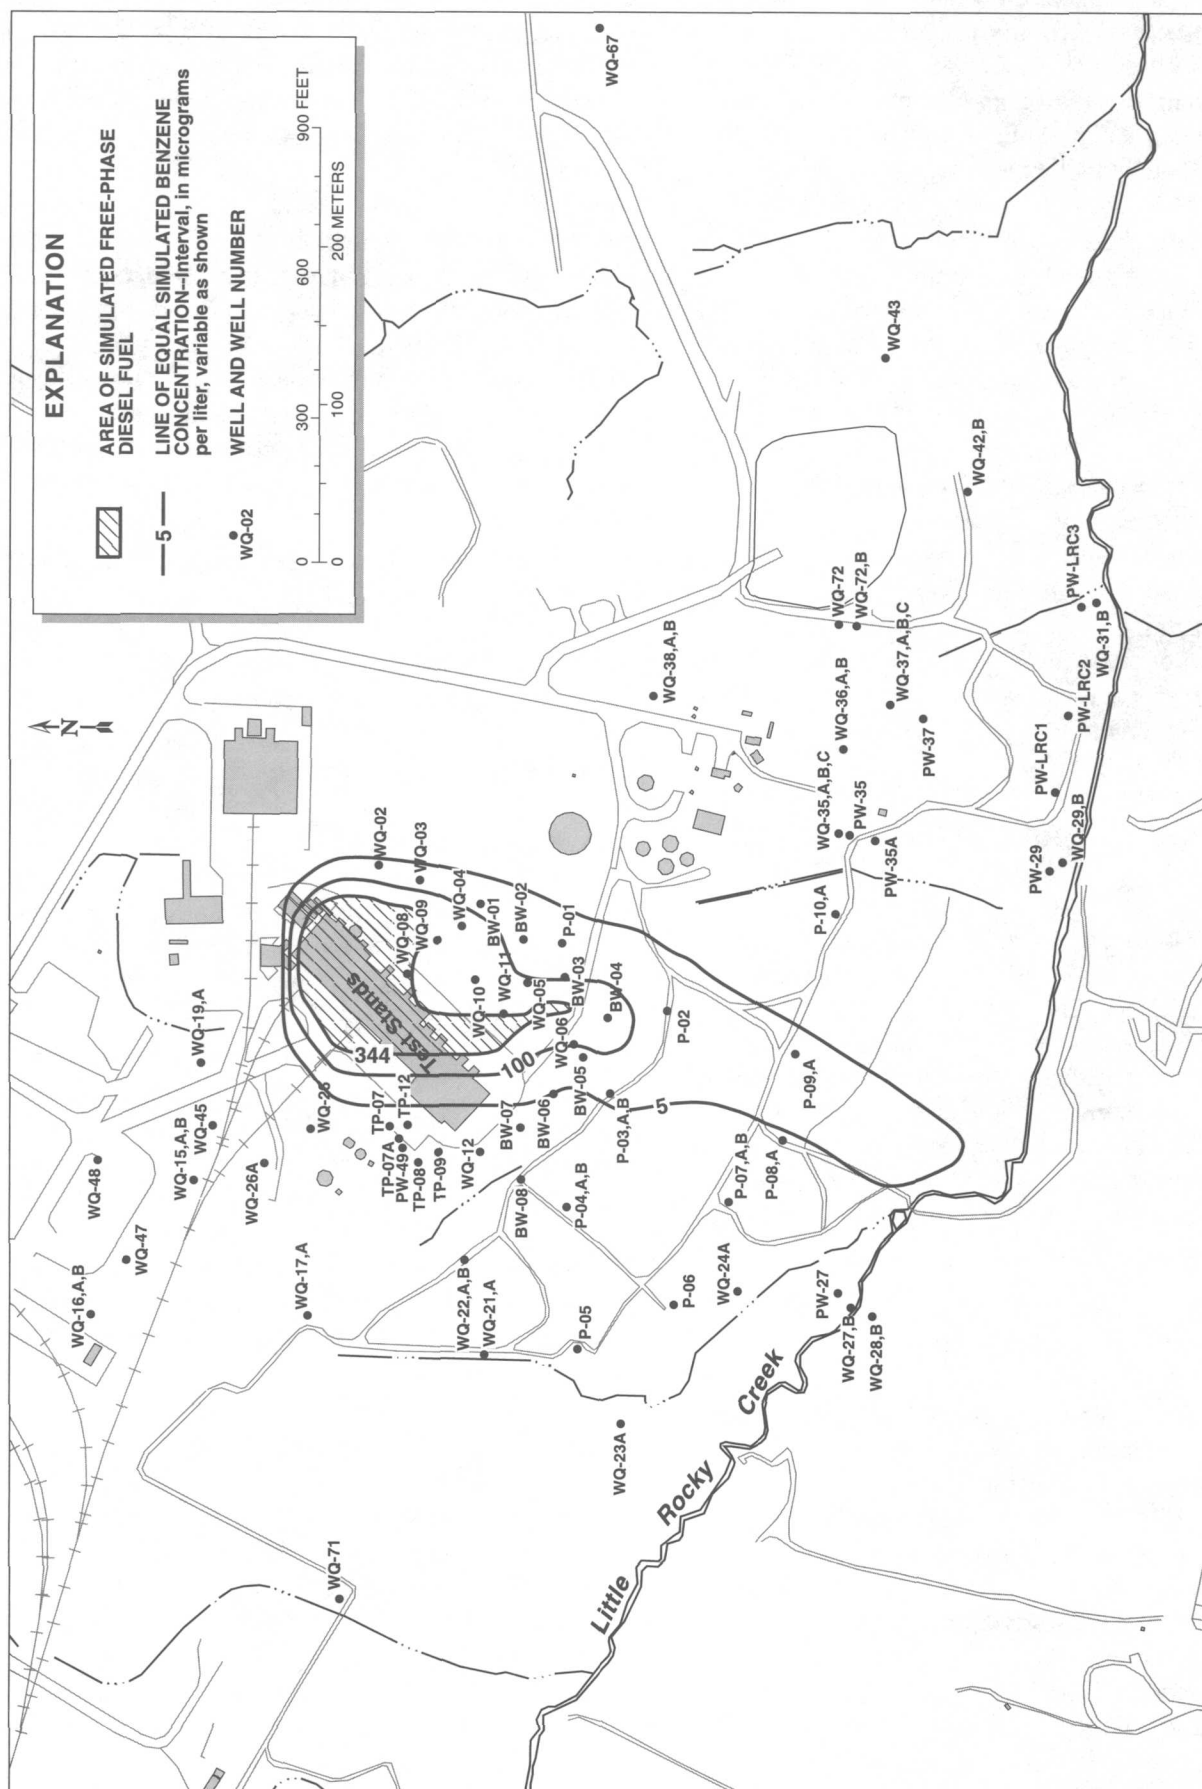 EXPLANATION
AREA OF SIMULATED FREE-PHASE
DIESEL FUEL
5
LINE OF EQUAL SIMULATED BENZENE
CONCENTRATION--Interval, in micrograms
per liter, variable as shown
WQ-02
WELL AND WELL NUMBER
0 300 600 900 FEET
0 100 200 METERS
N
WQ-67
WQ-43
WQ-42,B
WQ-72
WQ-72,B
WQ-38,A,B
WQ-37,A,B,C
WQ-36,A,B
PW-37
PW-LRC3
WQ-31,B
PW-LRC2
PW-LRC1
WQ-35,A,B,C
PW-35
PW-35A
PW-29
WQ-29,B
P-10,A
WQ-02
WQ-03
WQ-04
BW-01
BW-02
P-01
WQ-08
WQ-09
WQ-10
WQ-11
WQ-05
BW-03
BW-04
WQ-06
BW-05
P-02
Test Stands
344
100
5
P-09,A
P-03,A,B
BW-06
BW-07
TP-07
TP-12
TP-07A
PW-49
TP-08
TP-09
WQ-12
BW-08
P-04,A,B
P-07,A,B
P-08,A
WQ-19,A
WQ-45
WQ-15,A,B
WQ-26
WQ-26A
WQ-48
WQ-47
WQ-16,A,B
WQ-17,A
WQ-22,A,B
WQ-21,A
P-05
P-06
WQ-24A
PW-27
WQ-27,B
WQ-28,B
WQ-23A
WQ-71
Little Rocky Creek